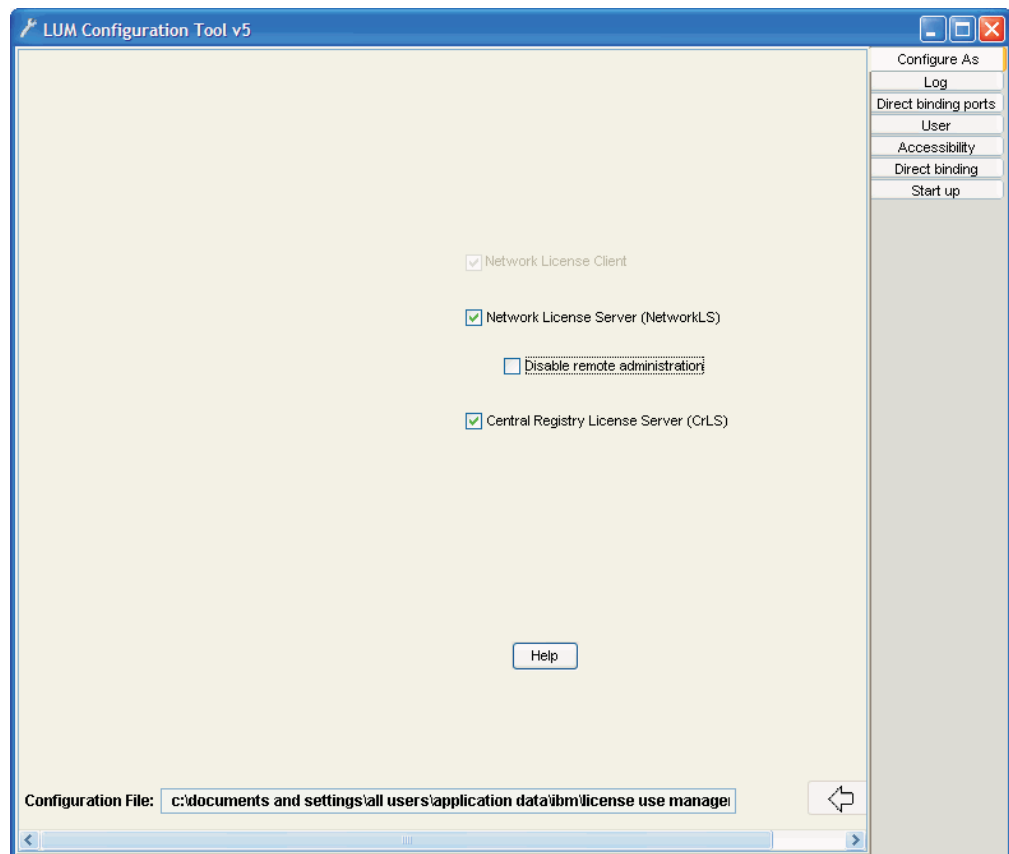 LUM Configuration Tool v5
Configure As
Log
Direct binding ports
User
Accessibility
Direct binding
Start up
Network License Client
Network License Server (NetworkLS)
Disable remote administration
Central Registry License Server (CrLS)
Help
Configuration File: c:\documents and settings\all users\application data\ibm\license use manage